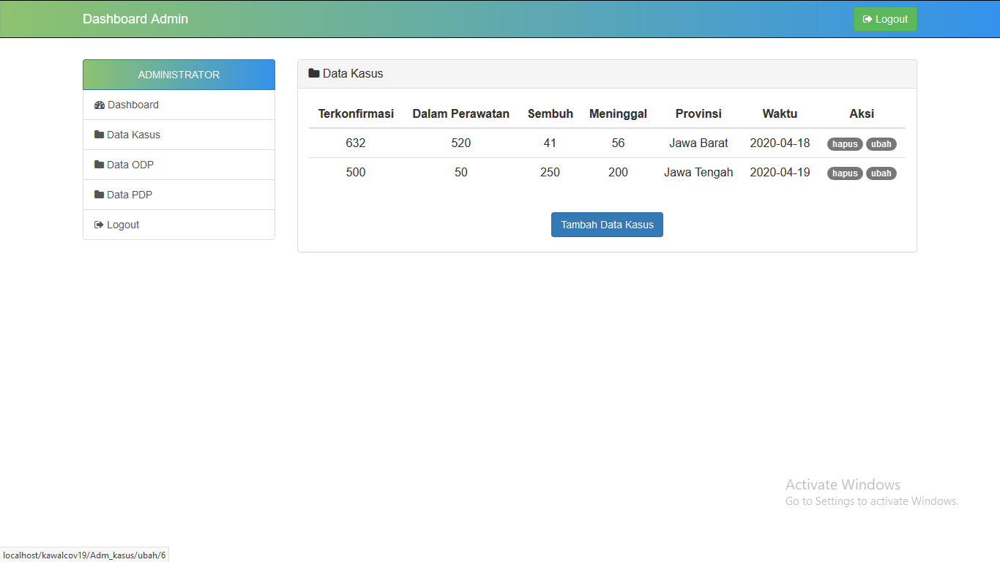 Dashboard Admin
Logout
ADMINISTRATOR
Dashboard
Data Kasus
Data ODP
Data PDP
Logout
Data Kasus
Terkonfirmasi Dalam Perawatan Sembuh Meninggal Provinsi Waktu Aksi
632 520 41 56 Jawa Barat 2020-04-18 hapus ubah
500 50 250 200 Jawa Tengah 2020-04-19 hapus ubah
Tambah Data Kasus
Activate Windows
Go to Settings to activate Windows.
localhost/kawalcov19/Adm_kasus/ubah/6